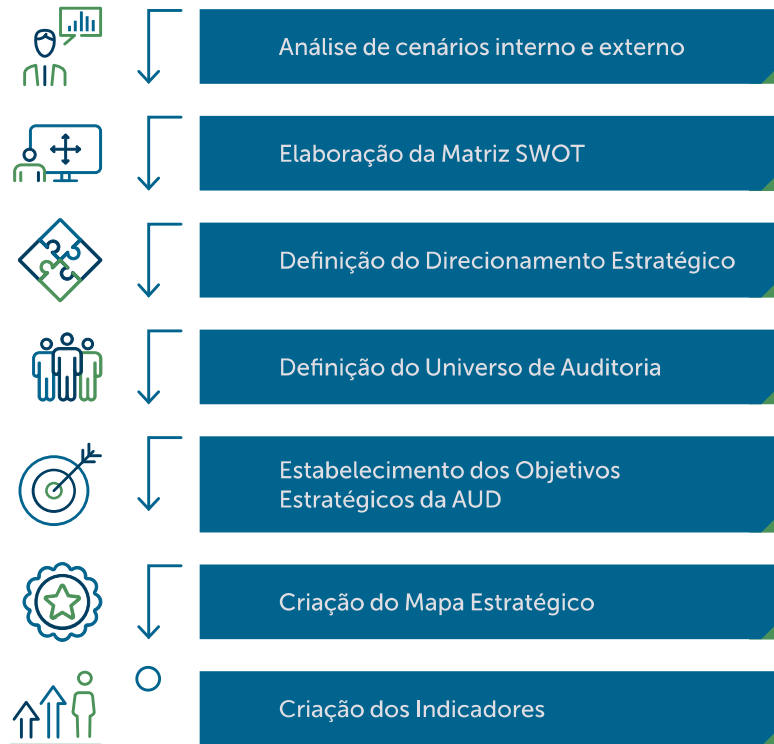 Análise de cenários interno e externo
Elaboração da Matriz SWOT
Definição do Direcionamento Estratégico
Definição do Universo de Auditoria
Estabelecimento dos Objetivos
Estratégicos da AUD
Criação do Mapa Estratégico
Criação dos Indicadores